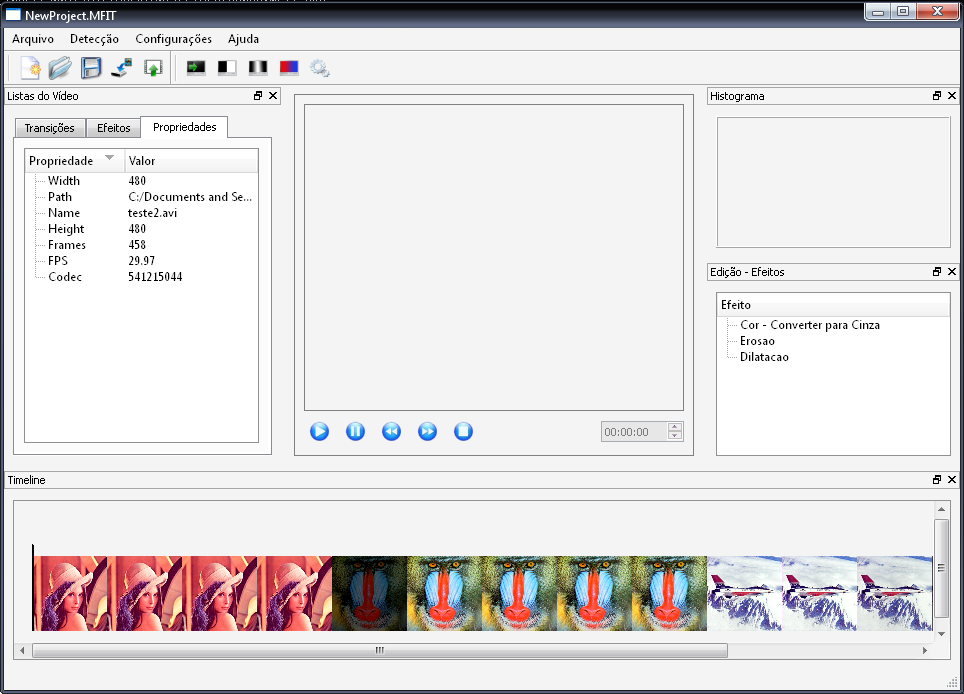 NewProject.MFIT
Arquivo Detecção Configurações Ajuda
Listas do Vídeo
Transições Efeitos Propriedades
Propriedade Valor
Width 480
Path C:/Documents and Se...
Name teste2.avi
Height 480
Frames 458
FPS 29.97
Codec 541215044
00:00:00
Histograma
Edição - Efeitos
Efeito
Cor - Converter para Cinza
Erosao
Dilatacao
Timeline